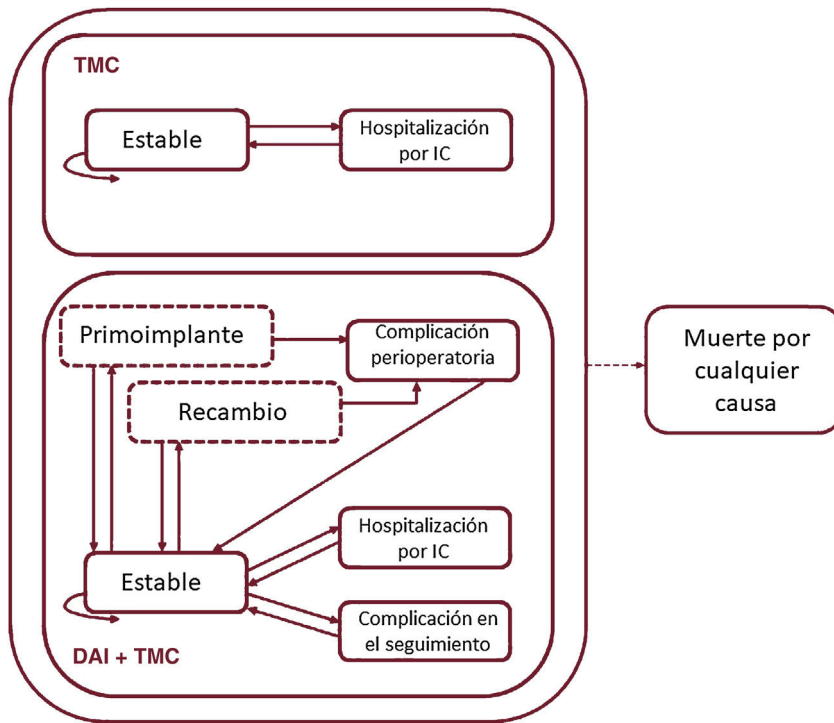 TMC
Estable
Hospitalización
por IC
Primoimplante
Complicación
perioperatoria
Recambio
Hospitalización
por IC
Estable
Complicación en
el seguimiento
DAI + TMC
Muerte por
cualquier
causa